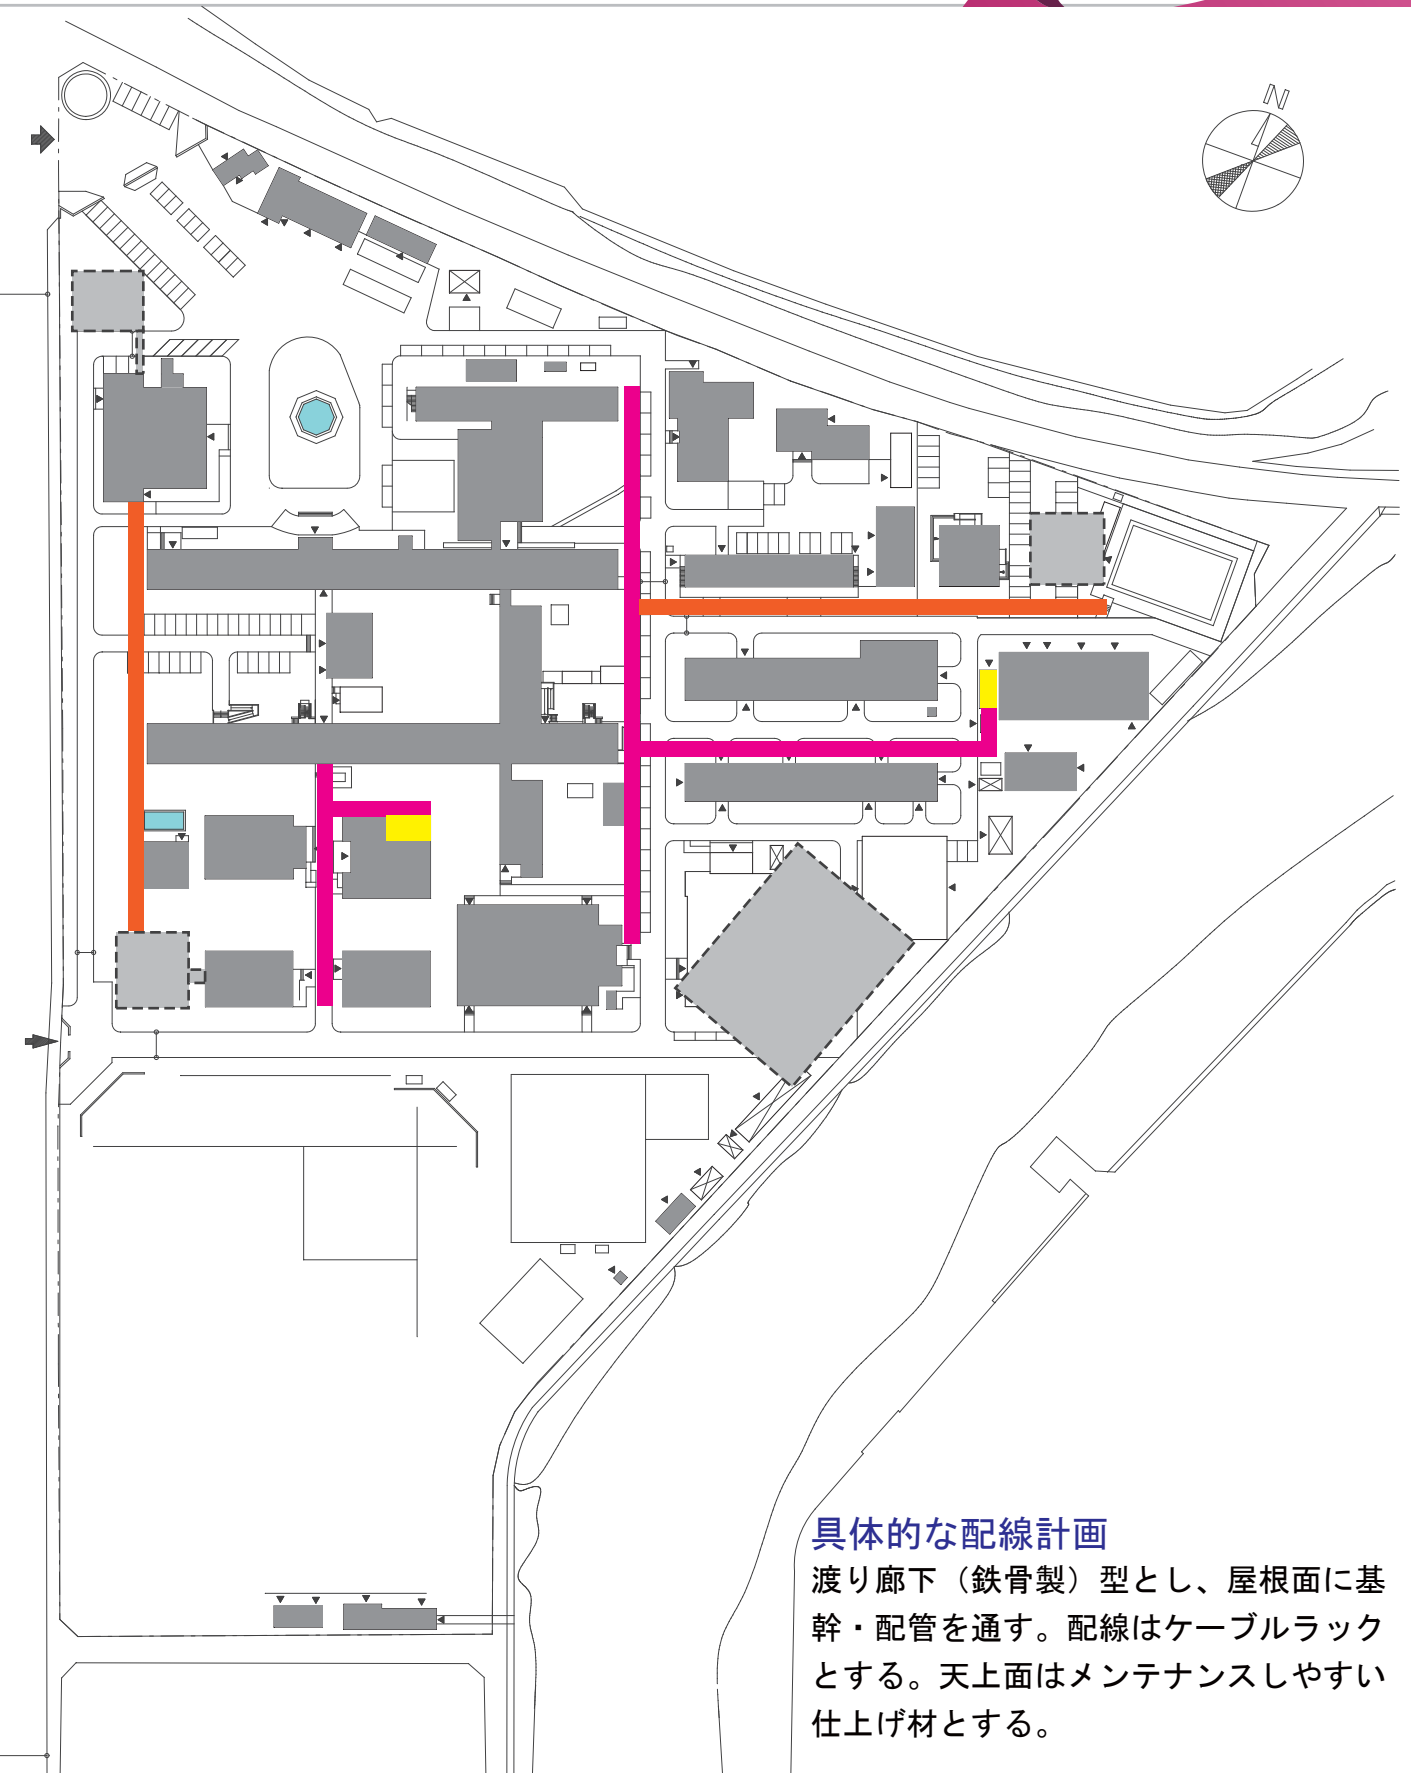 N
具体的な配線計画
渡り廊下（鉄骨製）型とし、屋根面に基
幹・配管を通す。配線はケーブルラック
とする。天上面はメンテナンスしやすい
仕上げ材とする。